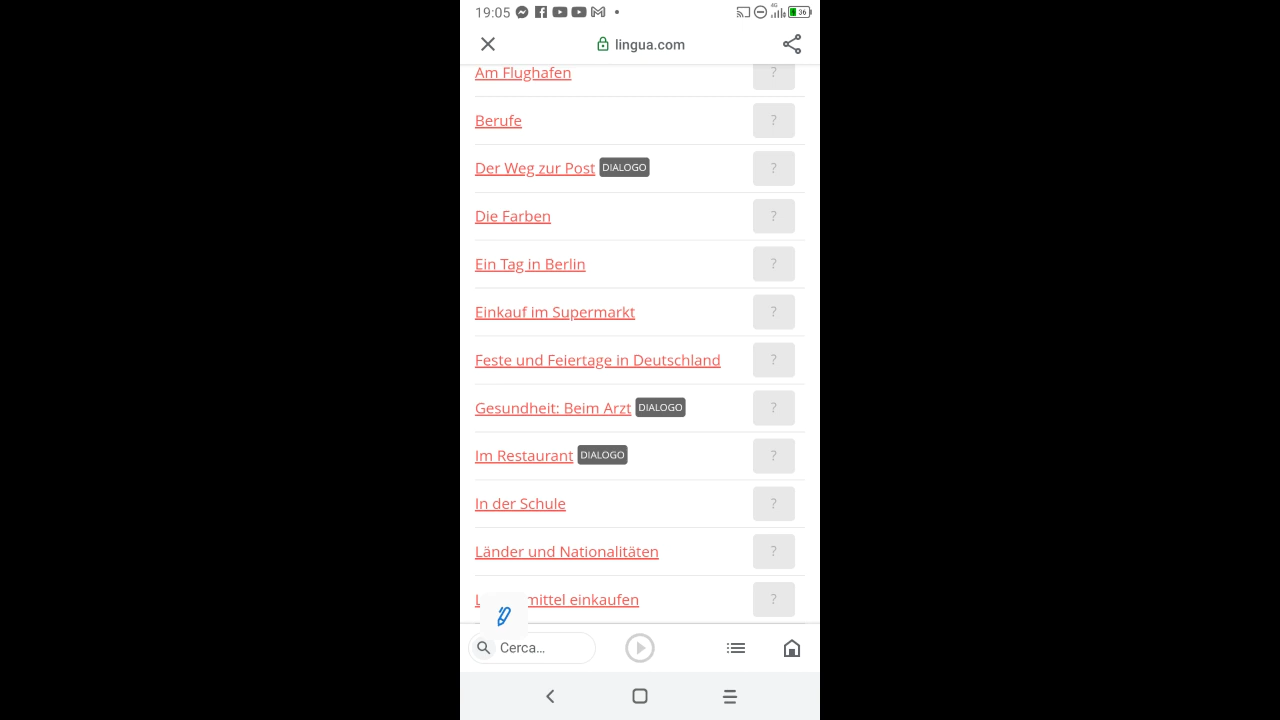 19:05
4G
36
lingua.com
Am Flughafen
?
Berufe
?
Der Weg zur Post DIALOGO
?
Die Farben
?
Ein Tag in Berlin
?
Einkauf im Supermarkt
?
Feste und Feiertage in Deutschland
?
Gesundheit: Beim Arzt DIALOGO
?
Im Restaurant DIALOGO
?
In der Schule
?
Länder und Nationalitäten
?
mittel einkaufen
?
Cerca...